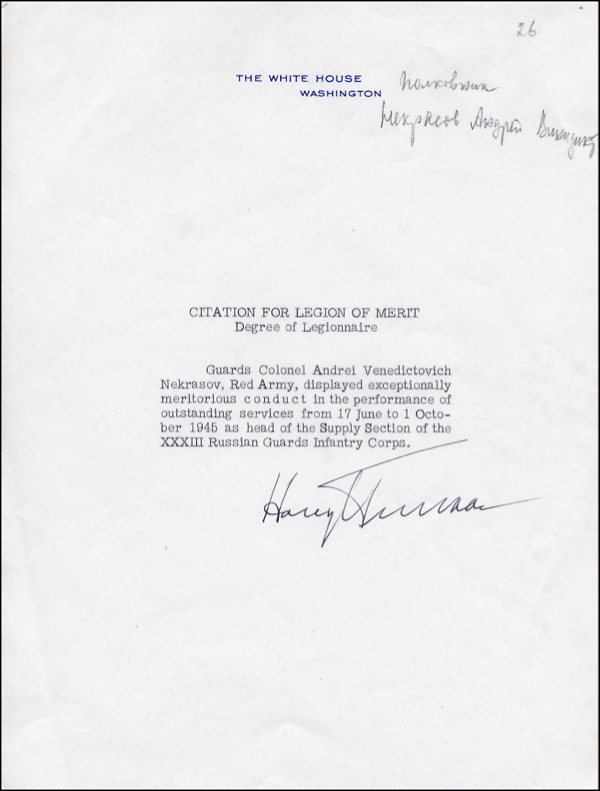 26
THE WHITE HOUSE
WASHINGTON
Полковник
Некрасов Андрей
CITATION FOR LEGION OF MERIT
Degree of Legionnaire
Guards Colonel Andrei Venedictovich
Nekrasov, Red Army, displayed exceptionally
meritorious conduct in the performance of
outstanding services from 17 June to 1 Octo-
ber 1945 as head of the Supply Section of the
XXXIII Russian Guards Infantry Corps.
Harry Truman